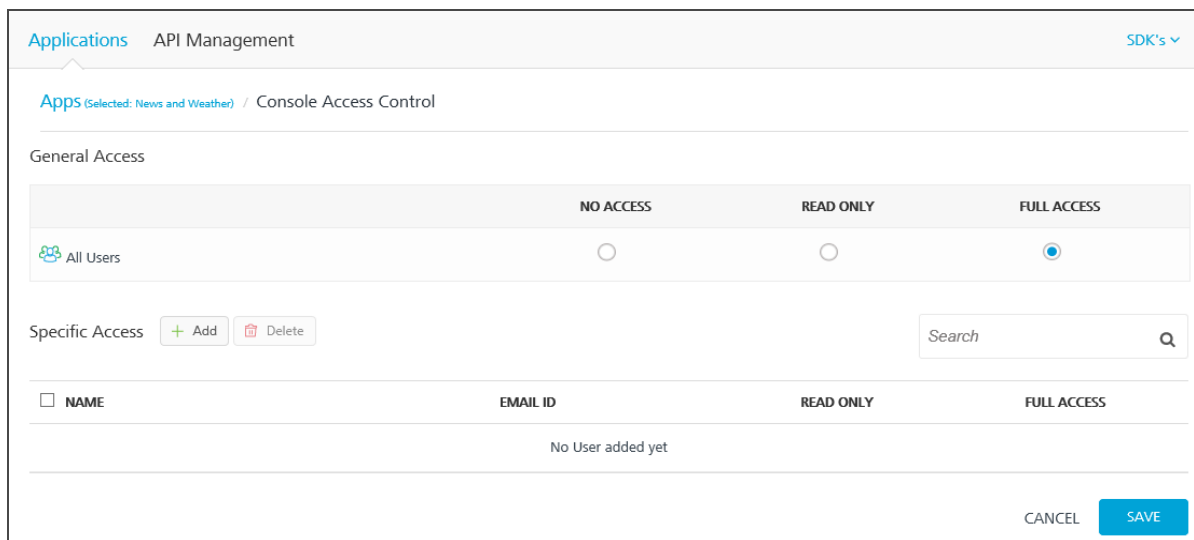 Applications API Management SDK's
Apps (Selected: News and Weather) / Console Access Control
General Access
NO ACCESS READ ONLY FULL ACCESS
All Users
Specific Access + Add Delete Search
NAME EMAIL ID READ ONLY FULL ACCESS
No User added yet
CANCEL SAVE